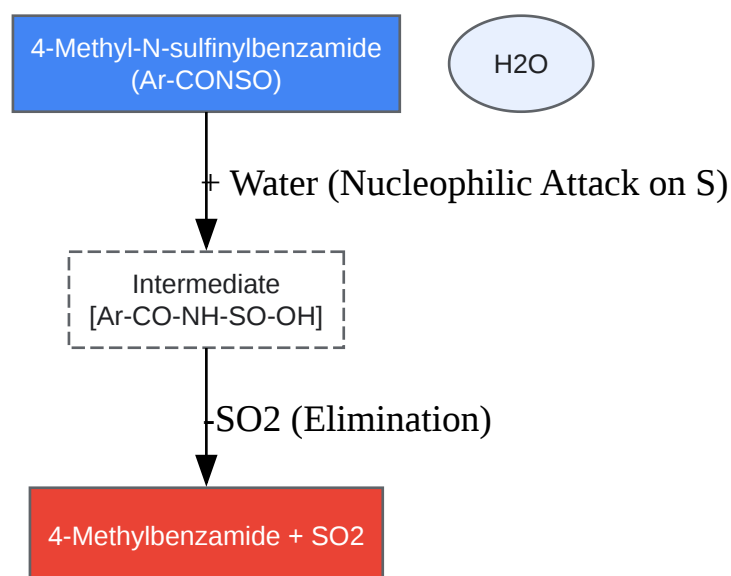 4-Methyl-N-sulfinylbenzamide
(Ar-CONSO)
H2O
+ Water (Nucleophilic Attack on S)
Intermediate
[Ar-CO-NH-SO-OH]
-SO2 (Elimination)
4-Methylbenzamide + SO2